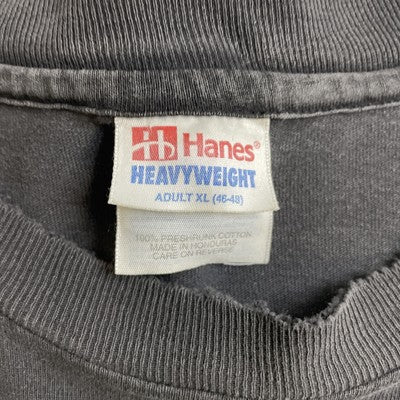 Hanes®
HEAVYWEIGHT
ADULT XL (46-48)
100% PRESHRUNK COTTON
MADE IN HONDURAS
CARE ON REVERSE